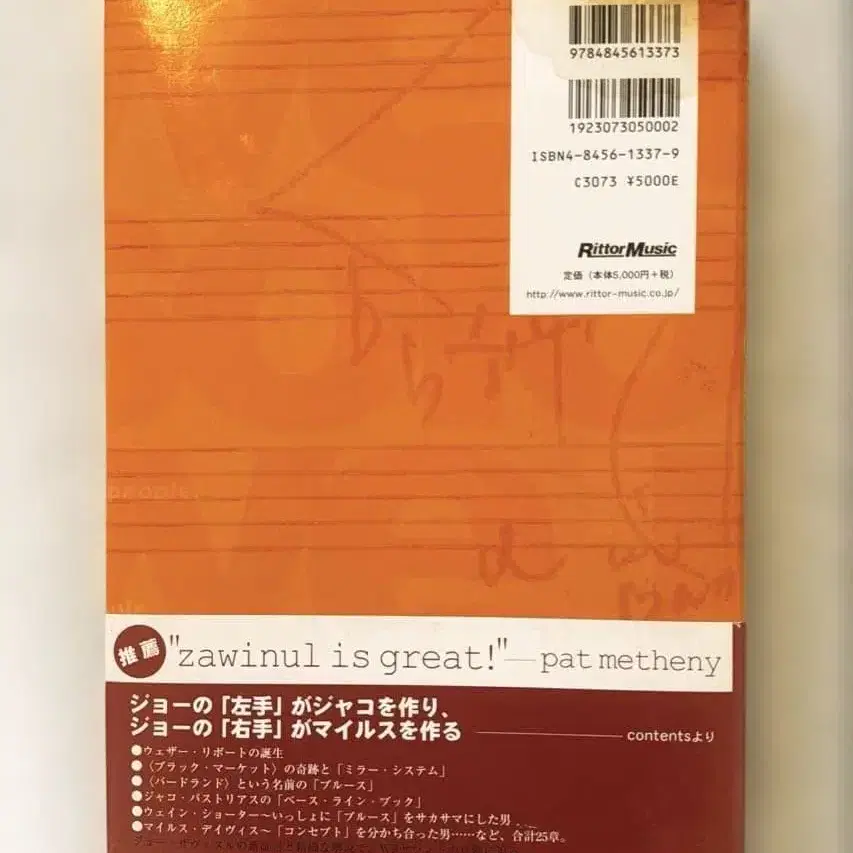 9784845613373
1923073050002
ISBN4-8456-1337-9
C3073 ¥5000E
RittorMusic
定価(本体5,000円+税)
http://www.rittor-music.co.jp/
people.
推薦
"zawinul is great!"—pat metheny
ジョーの「左手」がジャコを作り、
ジョーの「右手」がマイルスを作る
contentsより
●ウェザー・リポートの誕生
●〈ブラック・マーケット〉の奇跡と「ミラー・システム」
●〈バードランド〉という名前の「ブルース」
●ジャコ・パストリアスの「ベース・ライン・ブック」
●ウェイン・ショーター〜いっしょに「ブルース」をサカサマにした男
●マイルス・デイヴィス〜「コンセプト」を分かち合った男……など、合計25章。